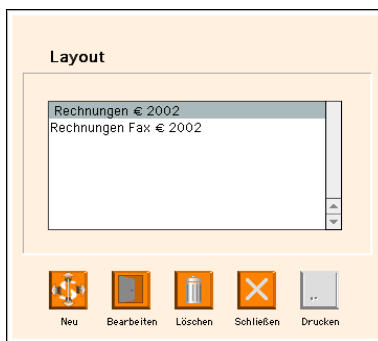 Layout
Rechnungen € 2002
Rechnungen Fax € 2002
Neu Bearbeiten Löschen Schließen Drucken